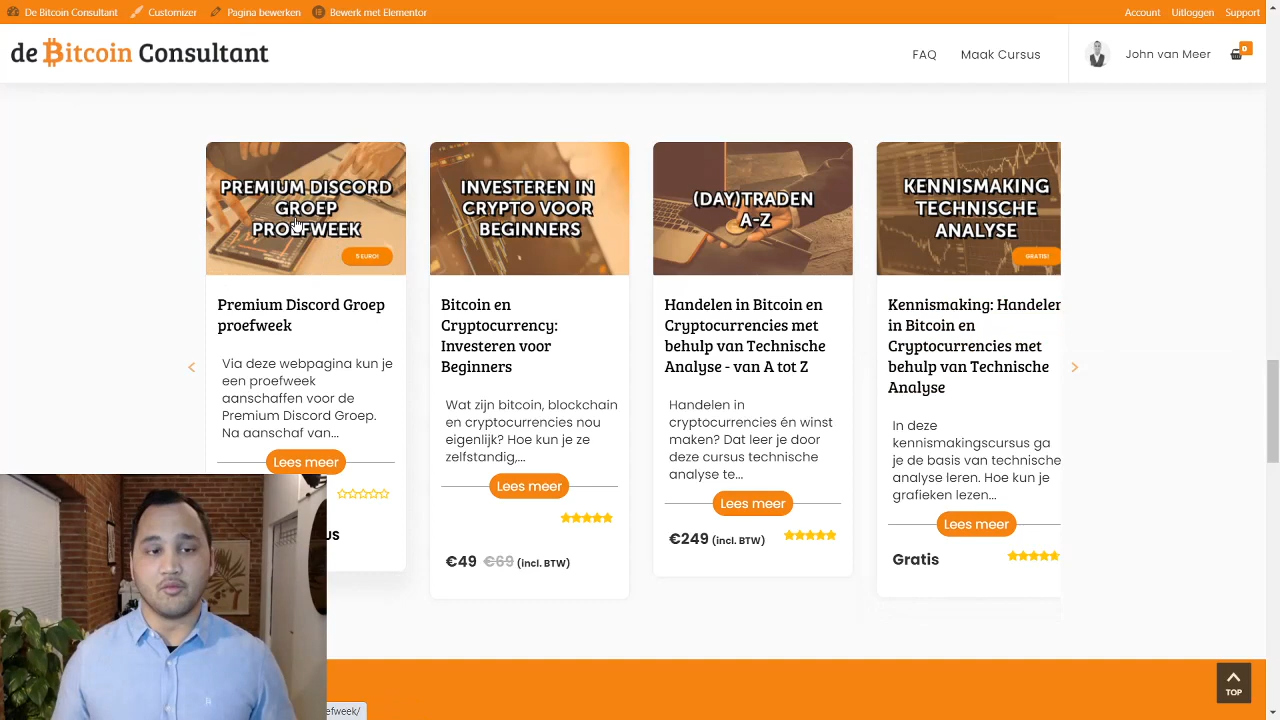 De Bitcoin Consultant Customizer Pagina bewerken Bewerk met Elementor Account Uitloggen Support
de Bitcoin Consultant FAQ Maak Cursus John van Meer 0
PREMIUM DISCORD
GROEP
PROEFWEEK
5 EURO!
Premium Discord Groep
proefweek
Via deze webpagina kun je
een proefweek
aanschaffen voor de
Premium Discord Groep.
Na aanschaf van...
Lees meer
US
INVESTEREN IN
CRYPTO VOOR
BEGINNERS
Bitcoin en
Cryptocurrency:
Investeren voor
Beginners
Wat zijn bitcoin, blockchain
en cryptocurrencies nou
eigenlijk? Hoe kun je ze
zelfstandig,...
Lees meer
€49 €69 (incl. BTW)
(DAY)TRADEN
A-Z
Handelen in Bitcoin en
Cryptocurrencies met
behulp van Technische
Analyse - van A tot Z
Handelen in
cryptocurrencies én winst
maken? Dat leer je door
deze cursus technische
analyse te...
Lees meer
€249 (incl. BTW)
KENNISMAKING
TECHNISCHE
ANALYSE
GRATIS!
Kennismaking: Handelen
in Bitcoin en
Cryptocurrencies met
behulp van Technische
Analyse
In deze
kennismakingscursus ga
je de basis van technische
analyse leren. Hoe kun je
grafieken lezen...
Lees meer
Gratis
TOP
efweek/